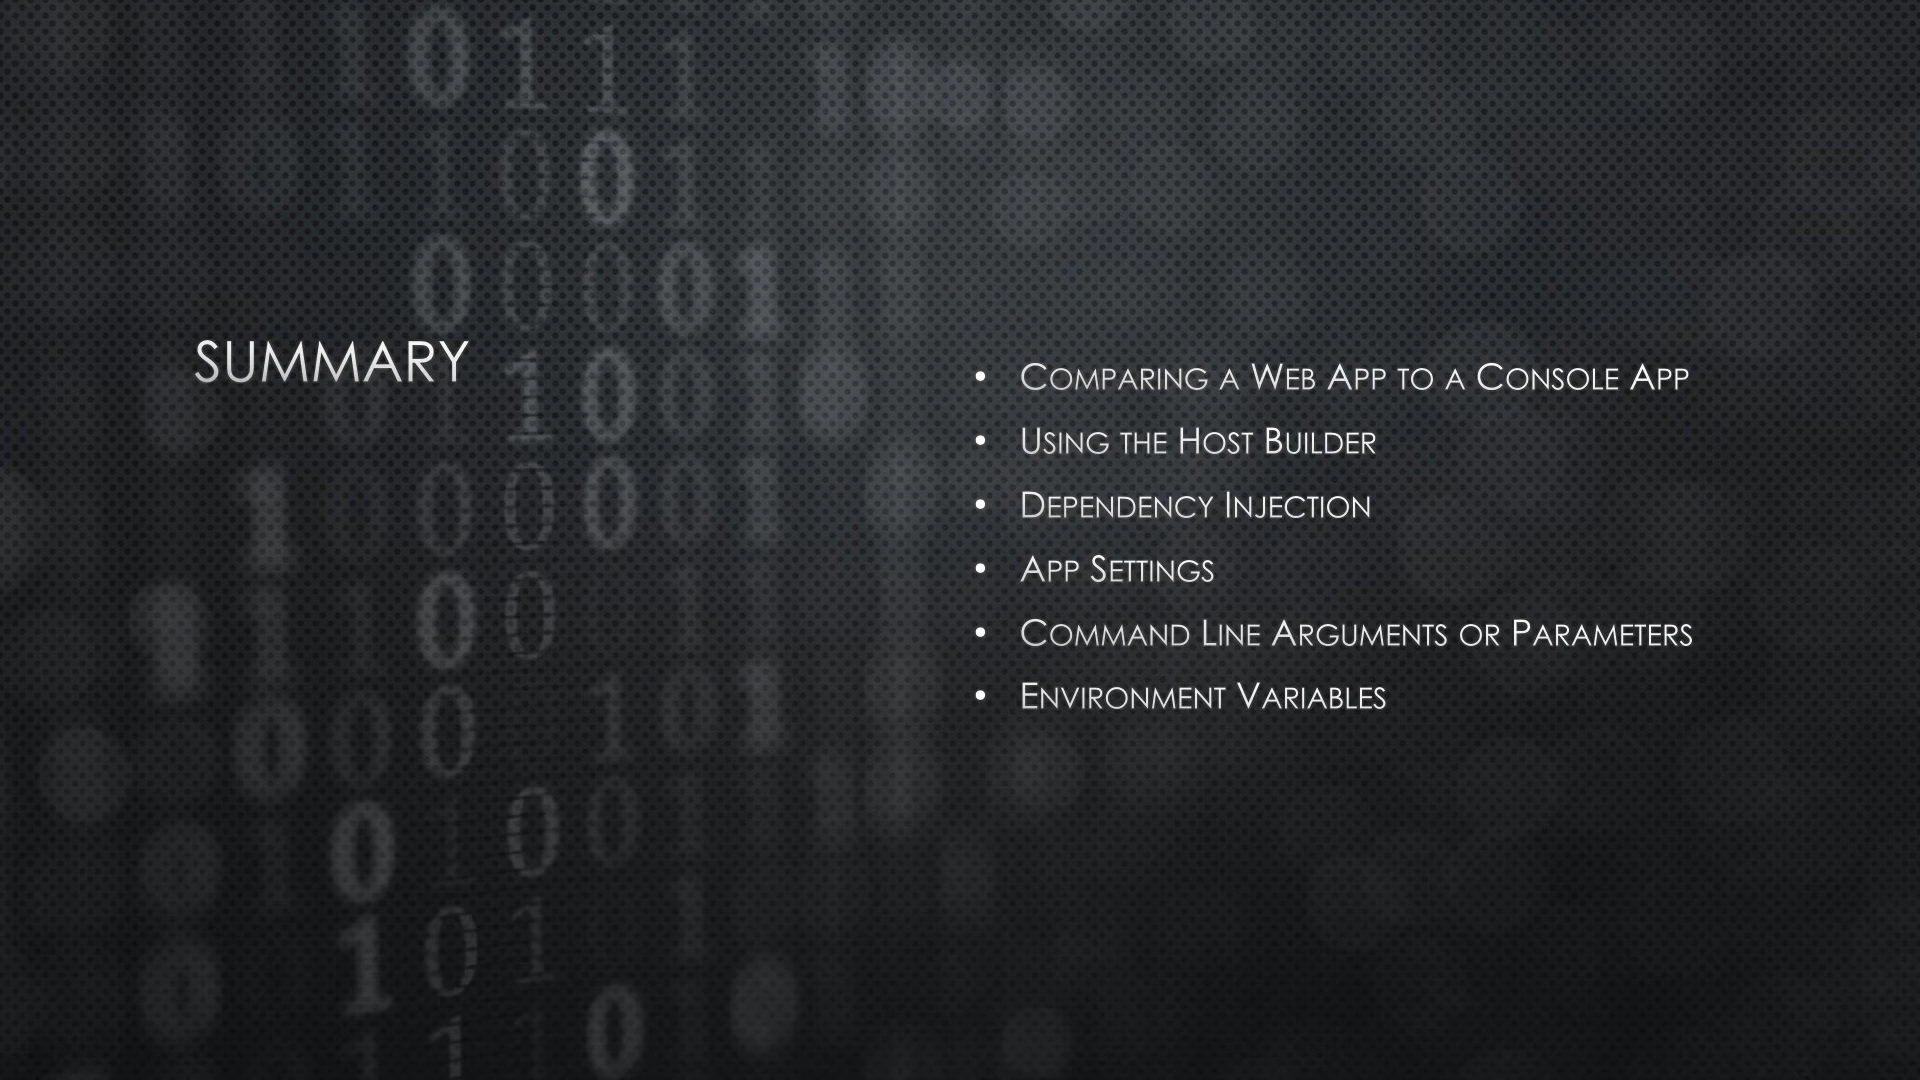 SUMMARY
• Comparing a Web App to a Console App
• Using the Host Builder
• Dependency Injection
• App Settings
• Command Line Arguments or Parameters
• Environment Variables